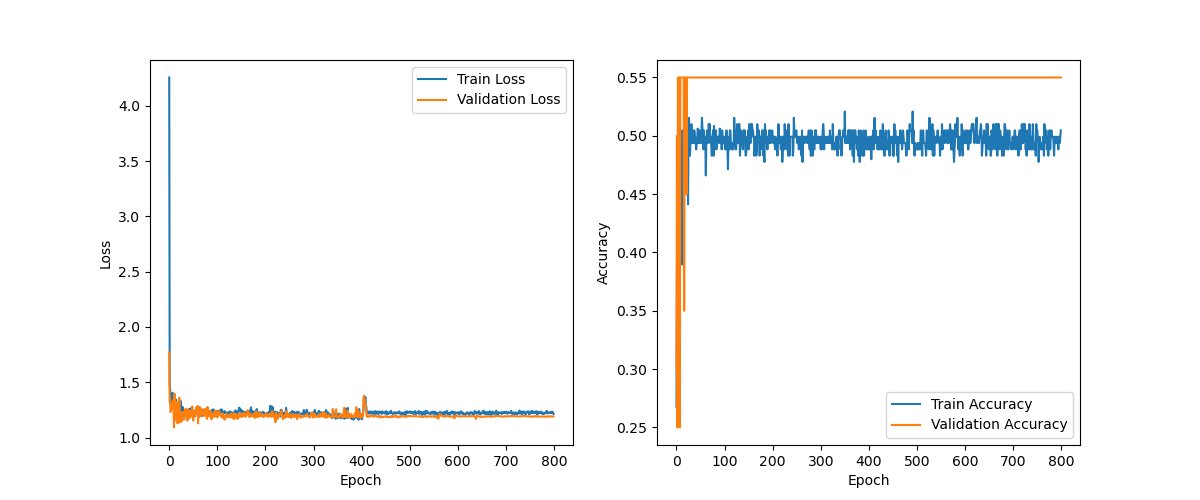 Train Loss
Validation Loss
Loss
4.0
3.5
3.0
2.5
2.0
1.5
1.0
0 100 200 300 400 500 600 700 800
Epoch
Accuracy
0.55
0.50
0.45
0.40
0.35
0.30
0.25
Train Accuracy
Validation Accuracy
0 100 200 300 400 500 600 700 800
Epoch